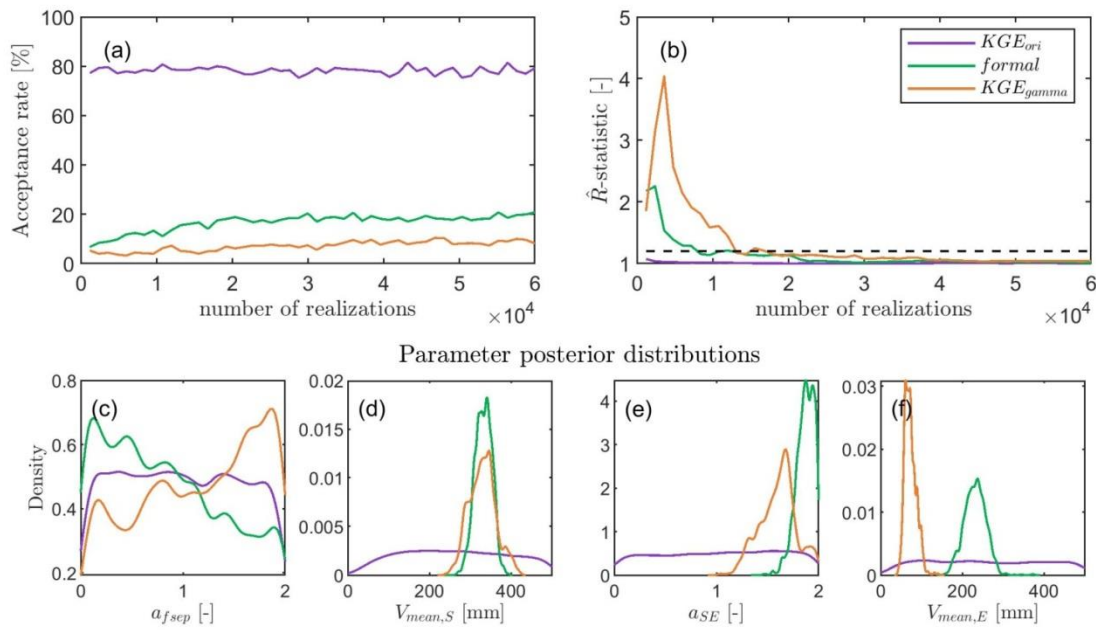 (a)
Acceptance rate [%]
100
80
60
40
20
0
0 1 2 3 4 5 6
number of realizations
×10⁴
(b)
R̂-statistic [-]
5
4
3
2
1
0 1 2 3 4 5 6
number of realizations
×10⁴
KGE_ori
formal
KGE_gamma
Parameter posterior distributions
(c)
Density
0.8
0.6
0.4
0.2
0 1 2
a_fsep [-]
(d)
0.02
0.015
0.01
0.005
0
0 200 400
V_mean,S [mm]
(e)
4
3
2
1
0
0 1 2
a_SE [-]
(f)
0.03
0.02
0.01
0
0 200 400
V_mean,E [mm]